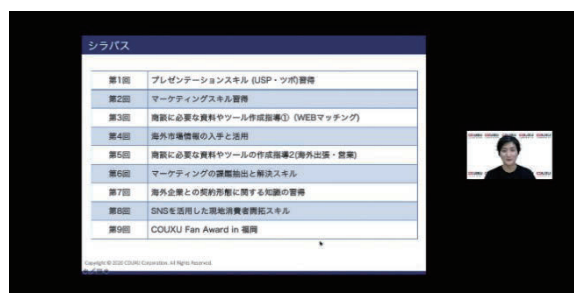 シラバス
第1回 プレゼンテーションスキル (USP・ツボ)習得
第2回 マーケティングスキル習得
第3回 商談に必要な資料やツール作成指導①（WEBマッチング）
第4回 海外市場情報の入手と活用
第5回 商談に必要な資料やツールの作成指導2(海外出張・営業)
第6回 マーケティングの課題抽出と解決スキル
第7回 海外企業との契約形態に関する知識の習得
第8回 SNSを活用した現地消費者開拓スキル
第9回 COUXU Fan Award in 福岡
Corporation. All Rights Reserved.